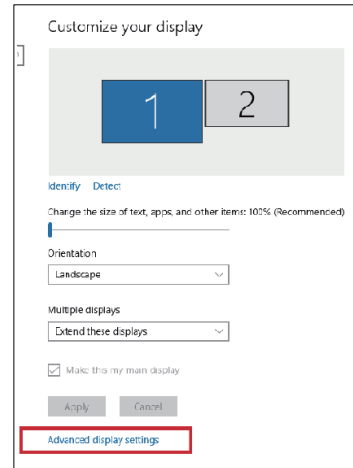 Customize your display
1 2
Identify Detect
Change the size of text, apps, and other items: 100% (Recommended)
Orientation
Landscape
Multiple displays
Extend these displays
Make this my main display
Apply Cancel
Advanced display settings